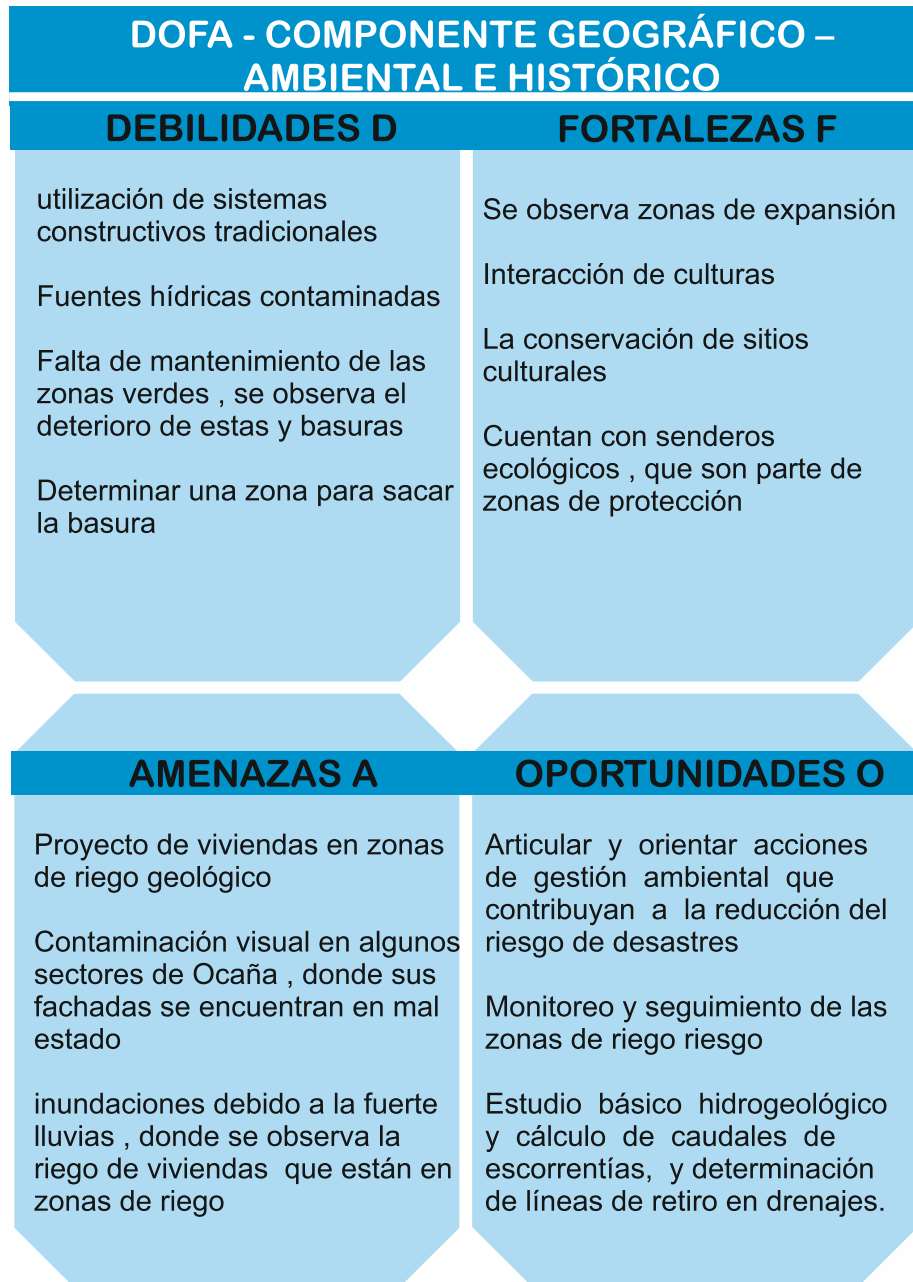 DOFA - COMPONENTE GEOGRÁFICO –
AMBIENTAL E HISTÓRICO
DEBILIDADES D
utilización de sistemas
constructivos tradicionales
Fuentes hídricas contaminadas
Falta de mantenimiento de las
zonas verdes , se observa el
deterioro de estas y basuras
Determinar una zona para sacar
la basura
FORTALEZAS F
Se observa zonas de expansión
Interacción de culturas
La conservación de sitios
culturales
Cuentan con senderos
ecológicos , que son parte de
zonas de protección
AMENAZAS A
Proyecto de viviendas en zonas
de riego geológico
Contaminación visual en algunos
sectores de Ocaña , donde sus
fachadas se encuentran en mal
estado
inundaciones debido a la fuerte
lluvias , donde se observa la
riego de viviendas que están en
zonas de riego
OPORTUNIDADES O
Articular y orientar acciones
de gestión ambiental que
contribuyan a la reducción del
riesgo de desastres
Monitoreo y seguimiento de las
zonas de riego riesgo
Estudio básico hidrogeológico
y cálculo de caudales de
escorrentías, y determinación
de líneas de retiro en drenajes.